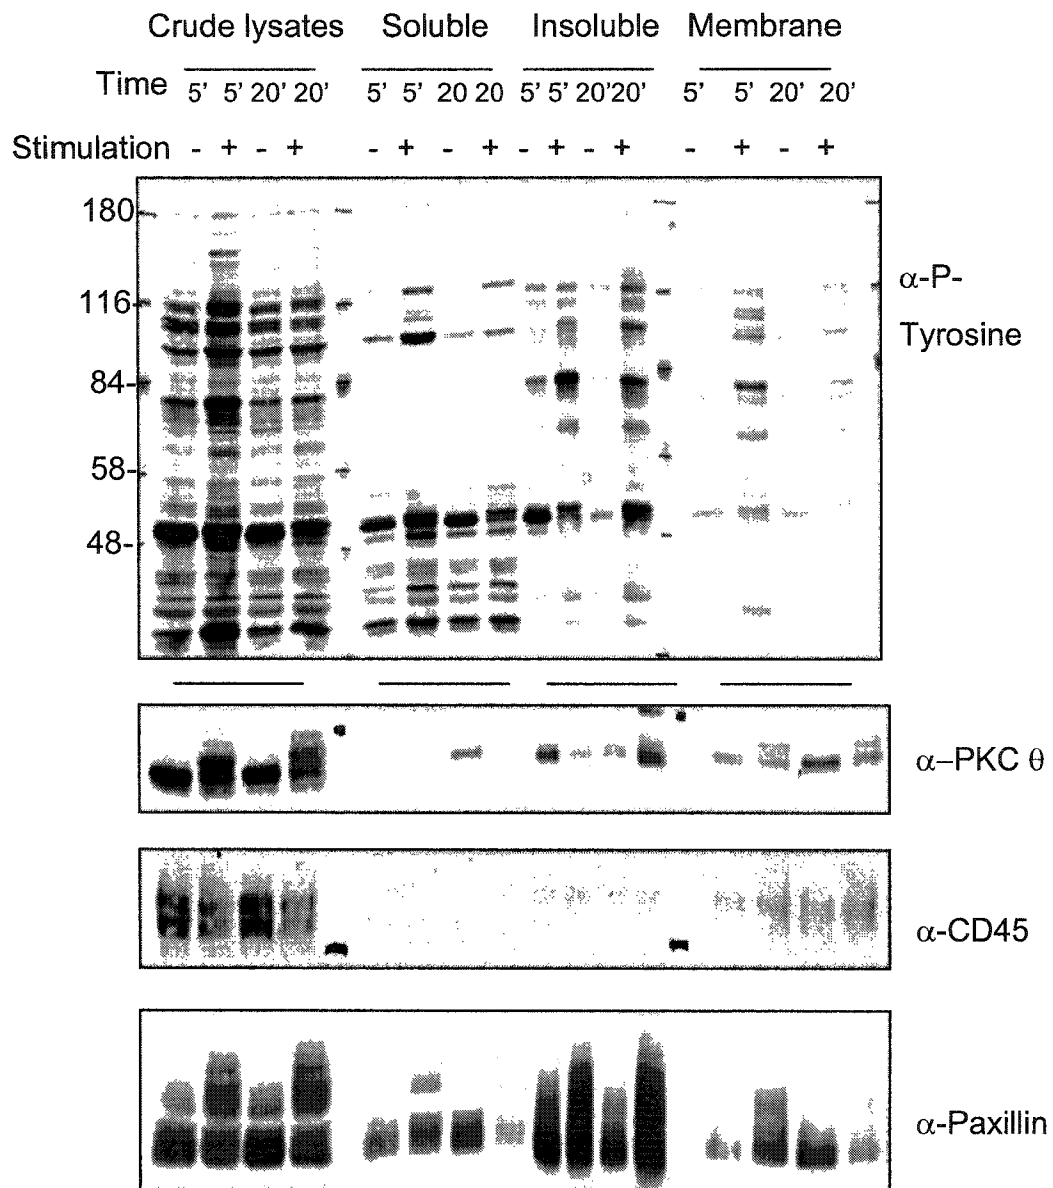 Crude lysates Soluble Insoluble Membrane
Time 5' 5' 20' 20' 5' 5' 20 20 5' 5' 20' 20' 5' 5' 20' 20'
Stimulation - + - + - + - + - + - + - + - +
180
116
84-
58-
48-
α-P-
Tyrosine
α–PKC θ
α-CD45
α-Paxillin